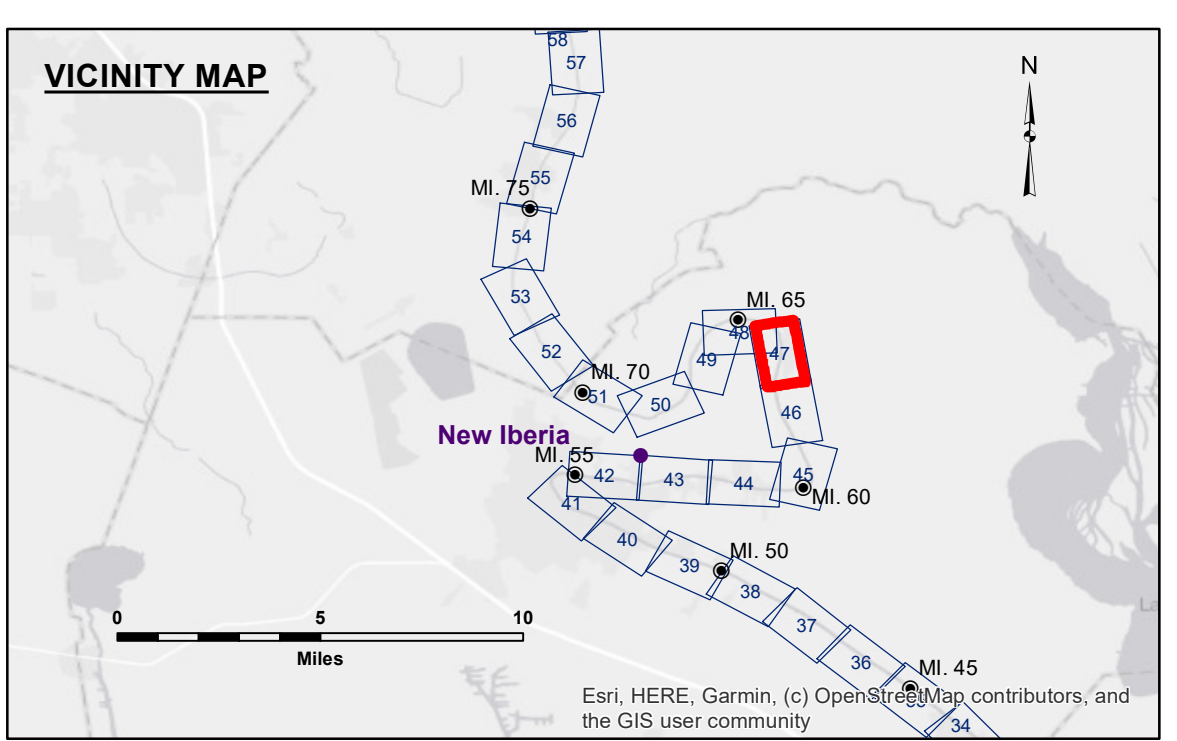 VICINITY MAP
N
58
57
56
55
MI. 75
54
53
52
MI. 65
48
47
49
MI. 70
51
50
46
New Iberia
MI. 55
42
43
44
45
MI. 60
41
40
39
MI. 50
38
37
36
MI. 45
34
0 5 10
Miles
La
Esri, HERE, Garmin, (c) OpenStreetMap contributors, and
the GIS user community